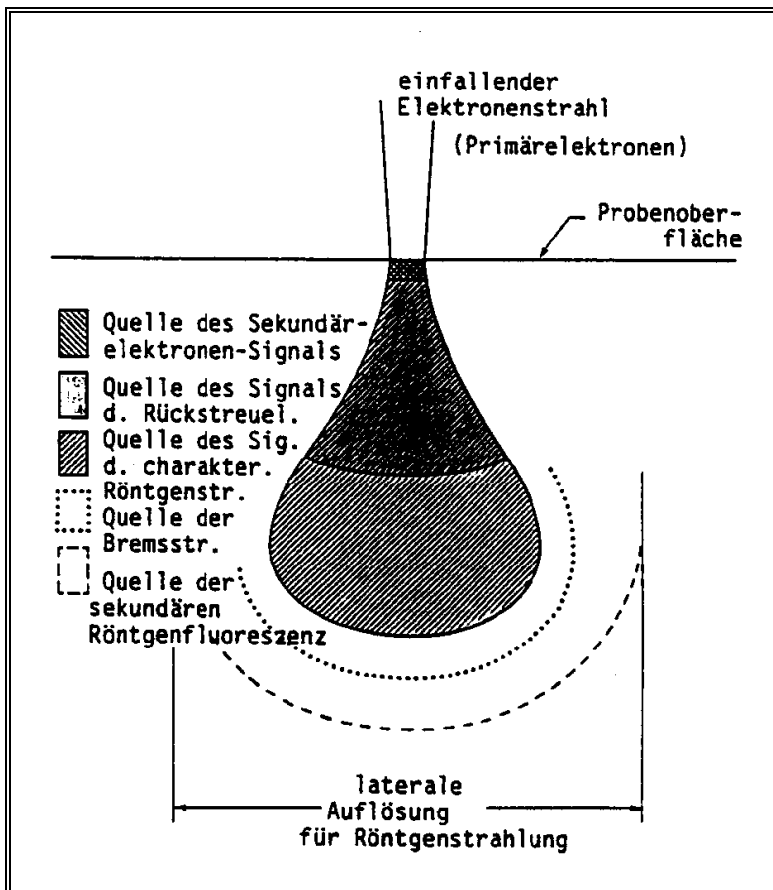 einfallender
Elektronenstrahl
(Primärelektronen)
Probenober-
fläche
Quelle des Sekundär-
elektronen-Signals
Quelle des Signals
d. Rückstreuel.
Quelle des Sig.
d. charakter.
Röntgenstr.
Quelle der
Bremsstr.
Quelle der
sekundären
Röntgenfluoreszenz
laterale
Auflösung
für Röntgenstrahlung